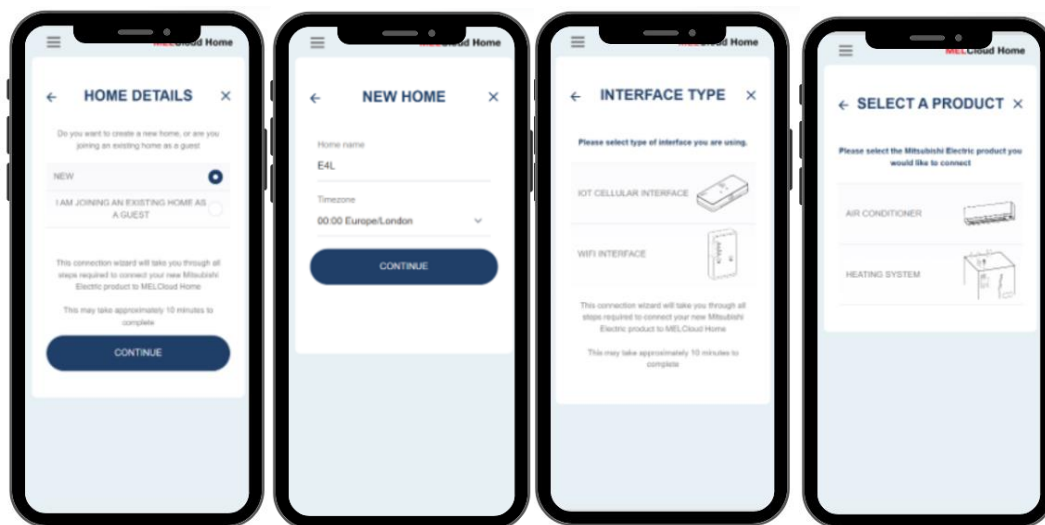 MELCloud Home
HOME DETAILS
Do you want to create a new home, or are you
joining an existing home as a guest
NEW
I AM JOINING AN EXISTING HOME AS
A GUEST
This connection wizard will take you through all
steps required to connect your new Mitsubishi
Electric product to MELCloud Home
This may take approximately 10 minutes to
complete
CONTINUE
MELCloud Home
NEW HOME
Home name
E4L
Timezone
00:00 Europe/London
CONTINUE
MELCloud Home
INTERFACE TYPE
Please select type of interface you are using.
IOT CELLULAR INTERFACE
WIFI INTERFACE
This connection wizard will take you through all
steps required to connect your new Mitsubishi
Electric product to MELCloud Home
This may take approximately 10 minutes to
complete
MELCloud Home
SELECT A PRODUCT
Please select the Mitsubishi Electric product you
would like to connect
AIR CONDITIONER
HEATING SYSTEM